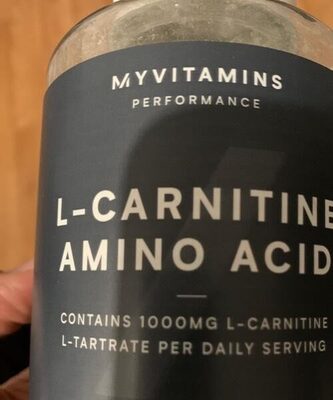 MYVITAMINS
PERFORMANCE
L-CARNITINE
AMINO ACID
CONTAINS 1000MG L-CARNITINE
L-TARTRATE PER DAILY SERVING